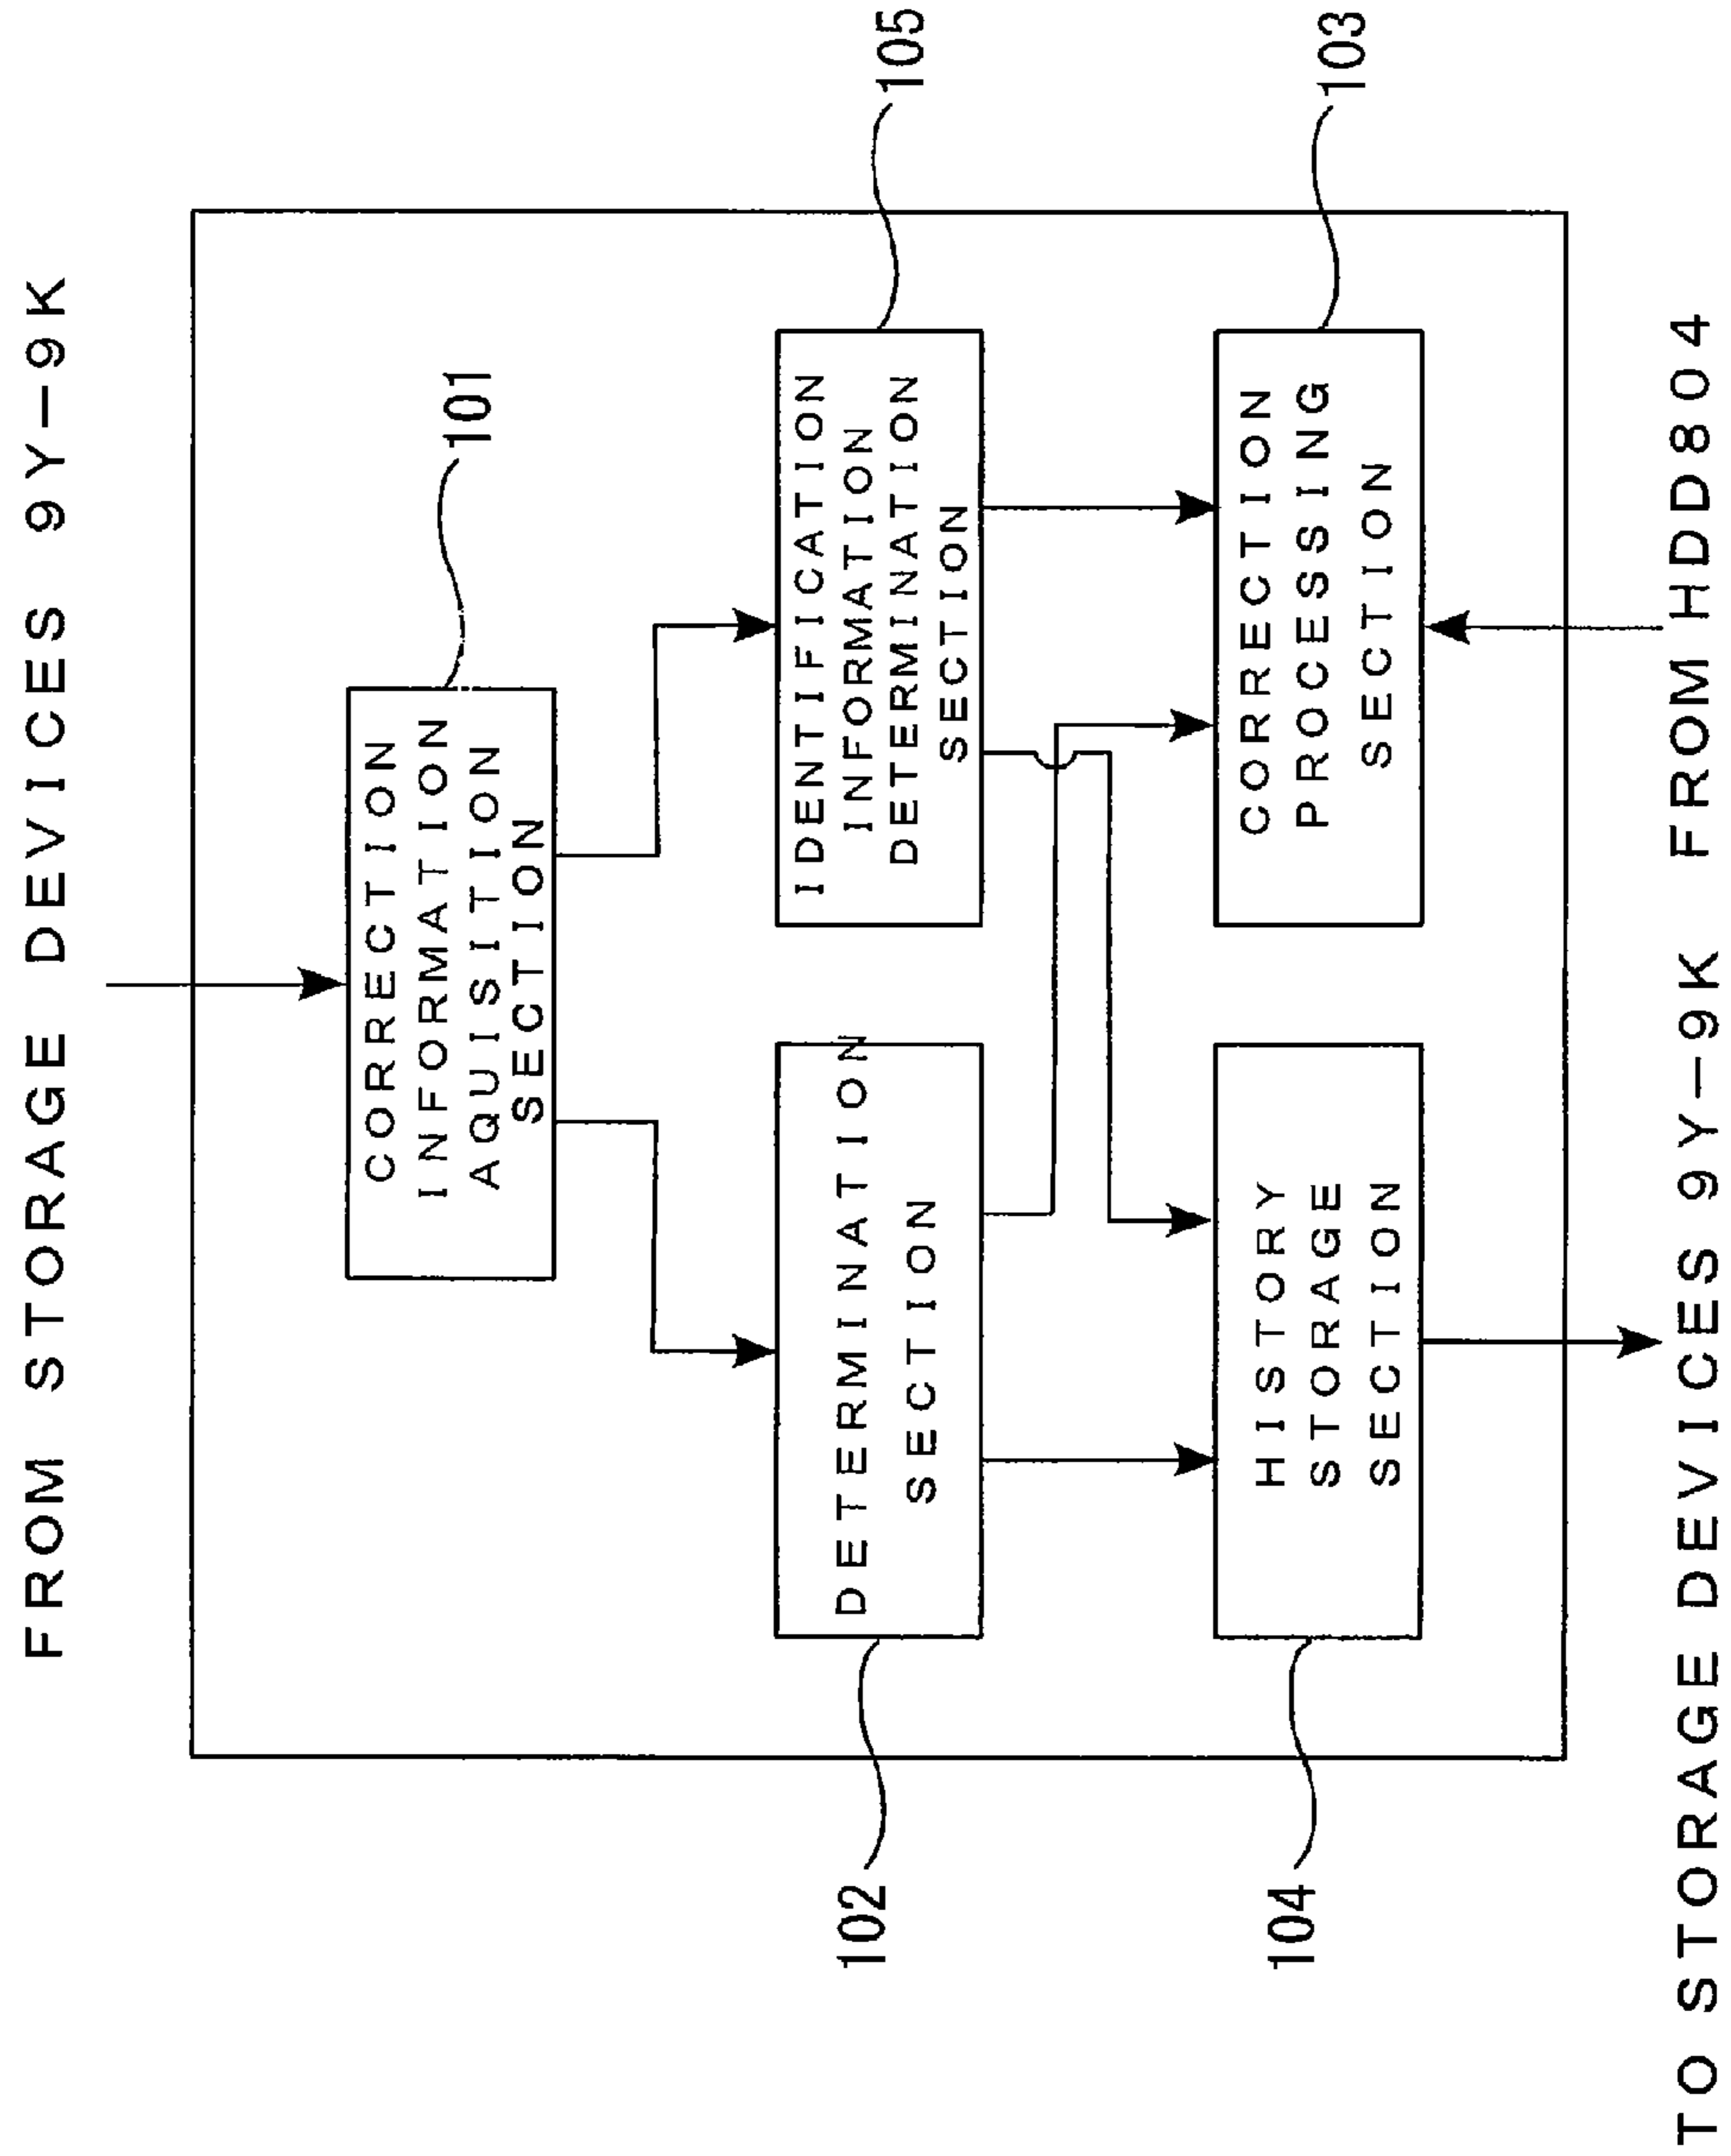 FROM STORAGE DEVICES 9Y-9K
101
CORRECTION
INFORMATION
AQUISITION
SECTION
102
DETERMINATION
SECTION
105
IDENTIFICATION
INFORMATION
DETERMINATION
SECTION
104
HISTORY
STORAGE
SECTION
103
CORRECTION
PROCESSING
SECTION
TO STORAGE DEVICES 9Y-9K
FROM HDD804